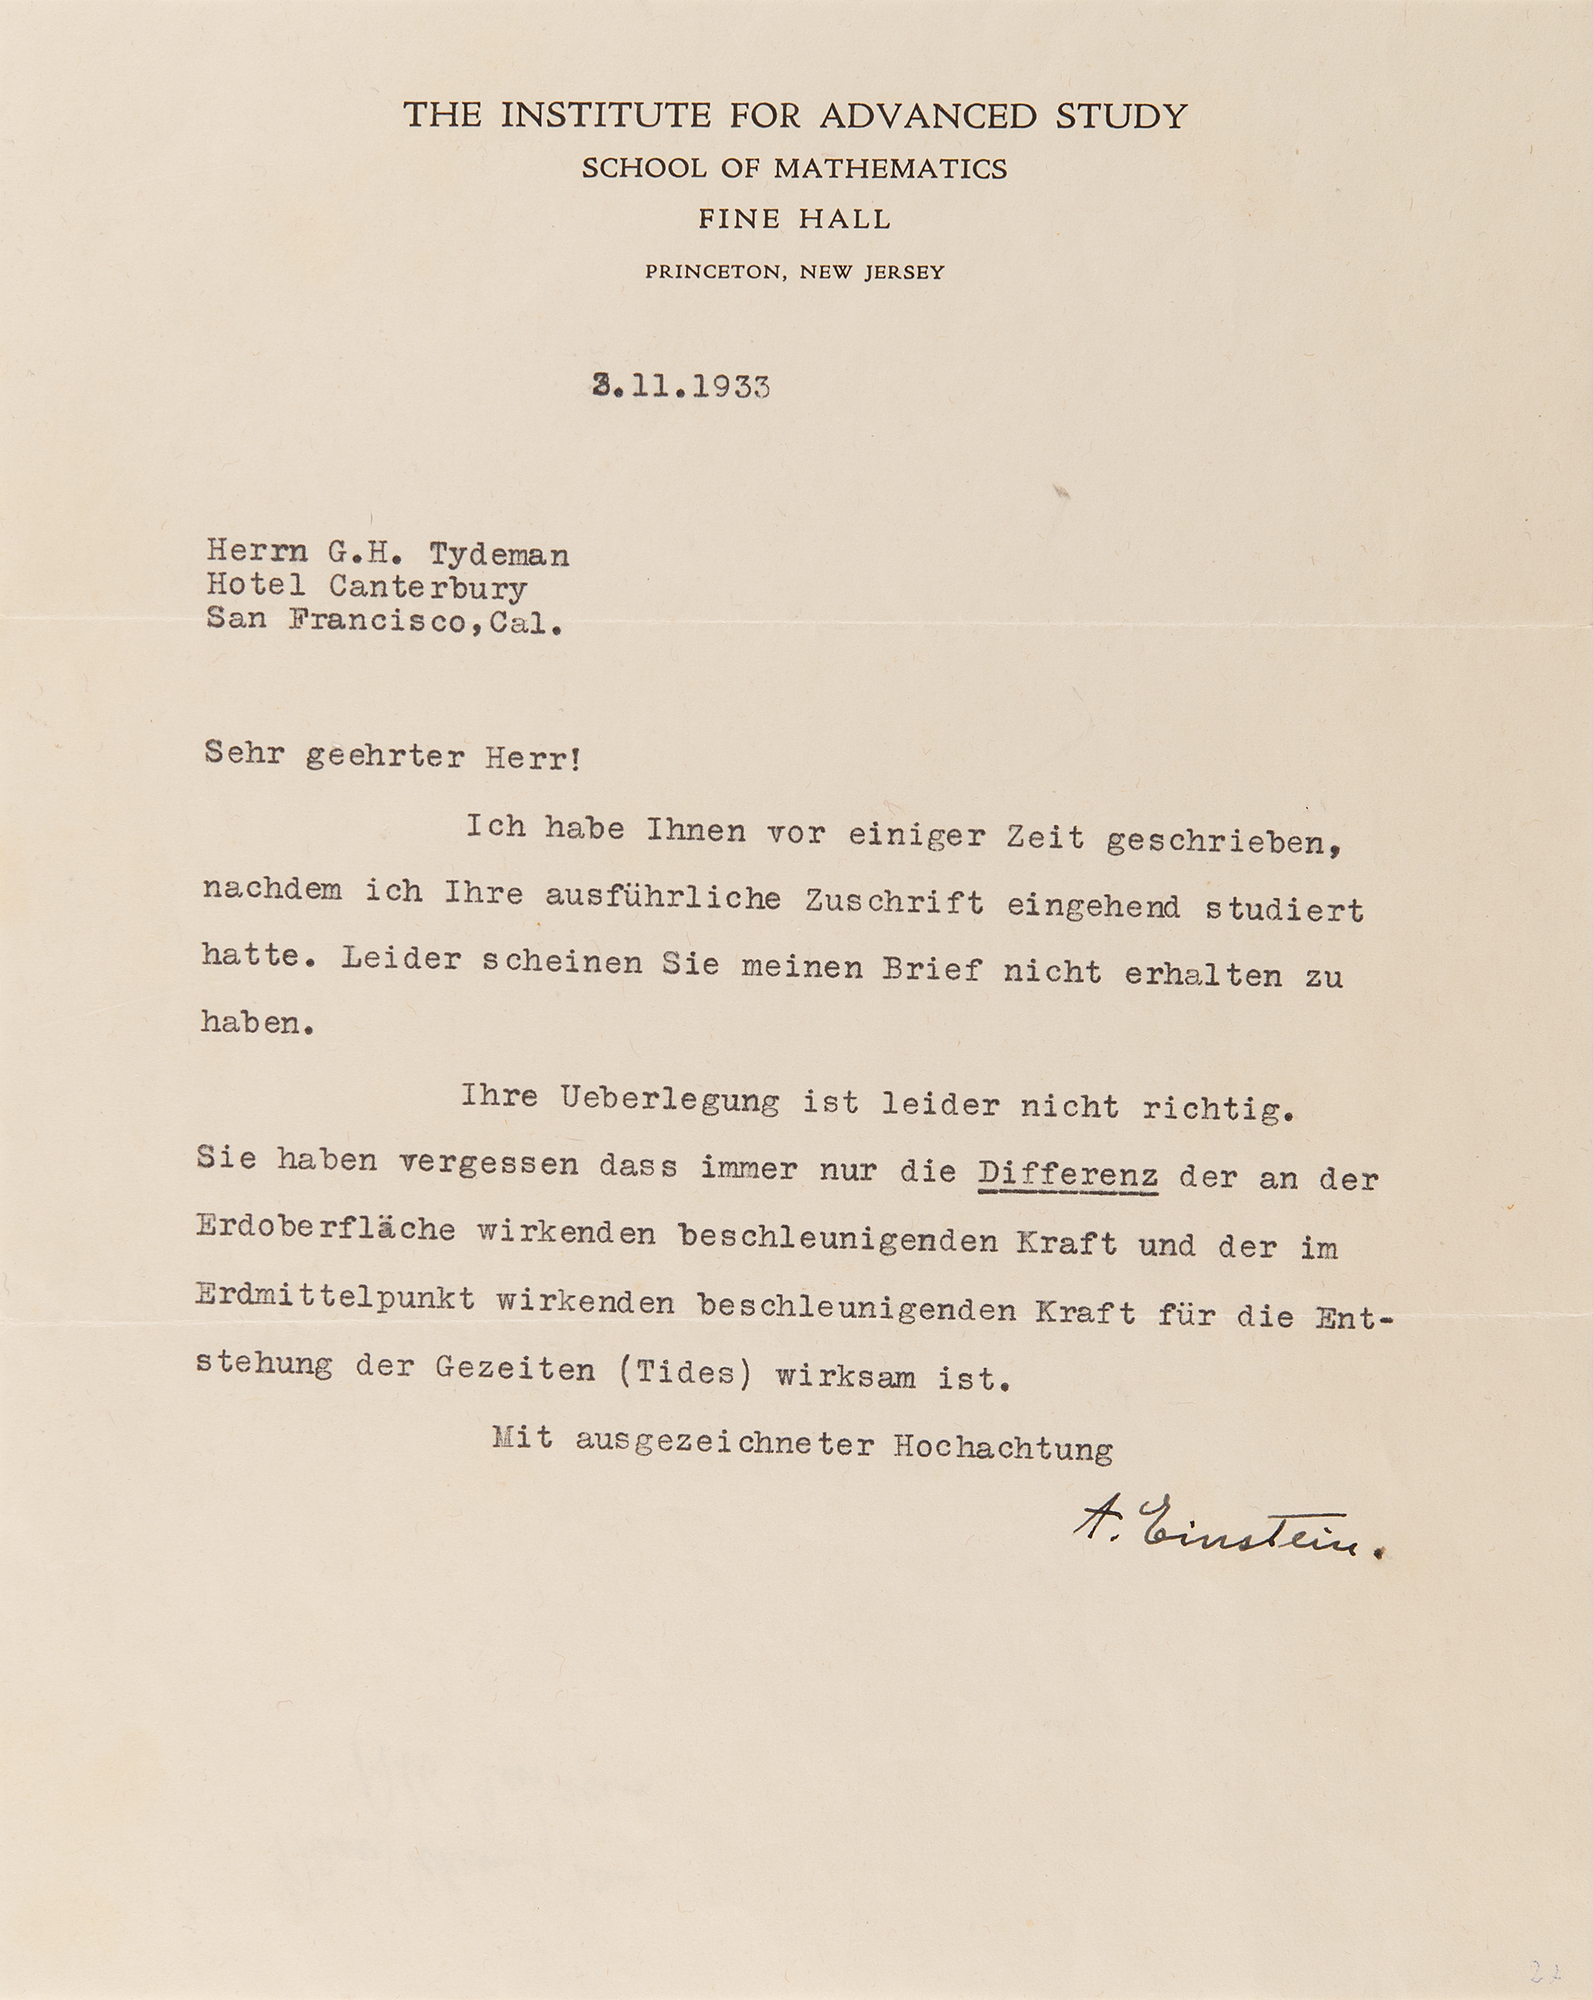 THE INSTITUTE FOR ADVANCED STUDY
SCHOOL OF MATHEMATICS
FINE HALL
PRINCETON, NEW JERSEY
3.11.1933
Herrn G.H. Tydeman
Hotel Canterbury
San Francisco,Cal.
Sehr geehrter Herr!
Ich habe Ihnen vor einiger Zeit geschrieben,
nachdem ich Ihre ausführliche Zuschrift eingehend studiert
hatte. Leider scheinen Sie meinen Brief nicht erhalten zu
haben.
Ihre Ueberlegung ist leider nicht richtig.
Sie haben vergessen dass immer nur die Differenz der an der
Erdoberfläche wirkenden beschleunigenden Kraft und der im
Erdmittelpunkt wirkenden beschleunigenden Kraft für die Ent-
stehung der Gezeiten (Tides) wirksam ist.
Mit ausgezeichneter Hochachtung
A. Einstein.